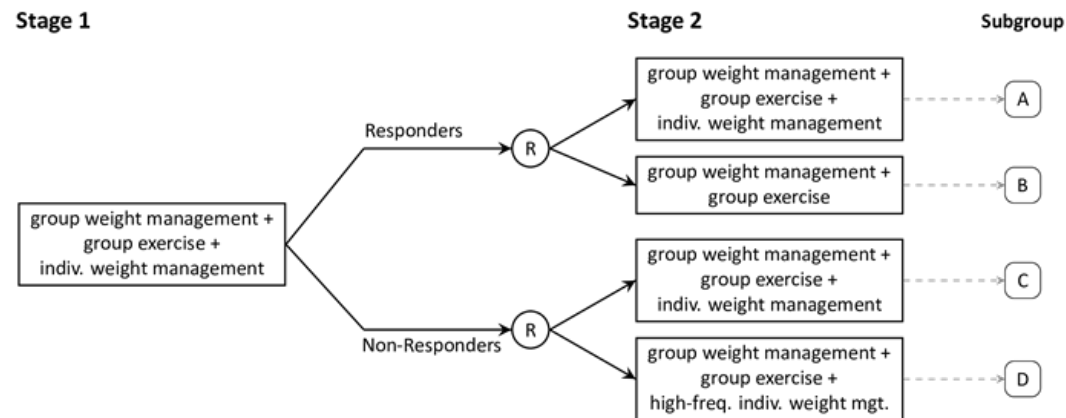 Stage 1
Stage 2
Subgroup
group weight management +
group exercise +
indiv. weight management
Responders
R
Non-Responders
R
group weight management +
group exercise +
indiv. weight management
A
group weight management +
group exercise
B
group weight management +
group exercise +
indiv. weight management
C
group weight management +
group exercise +
high-freq. indiv. weight mgt.
D